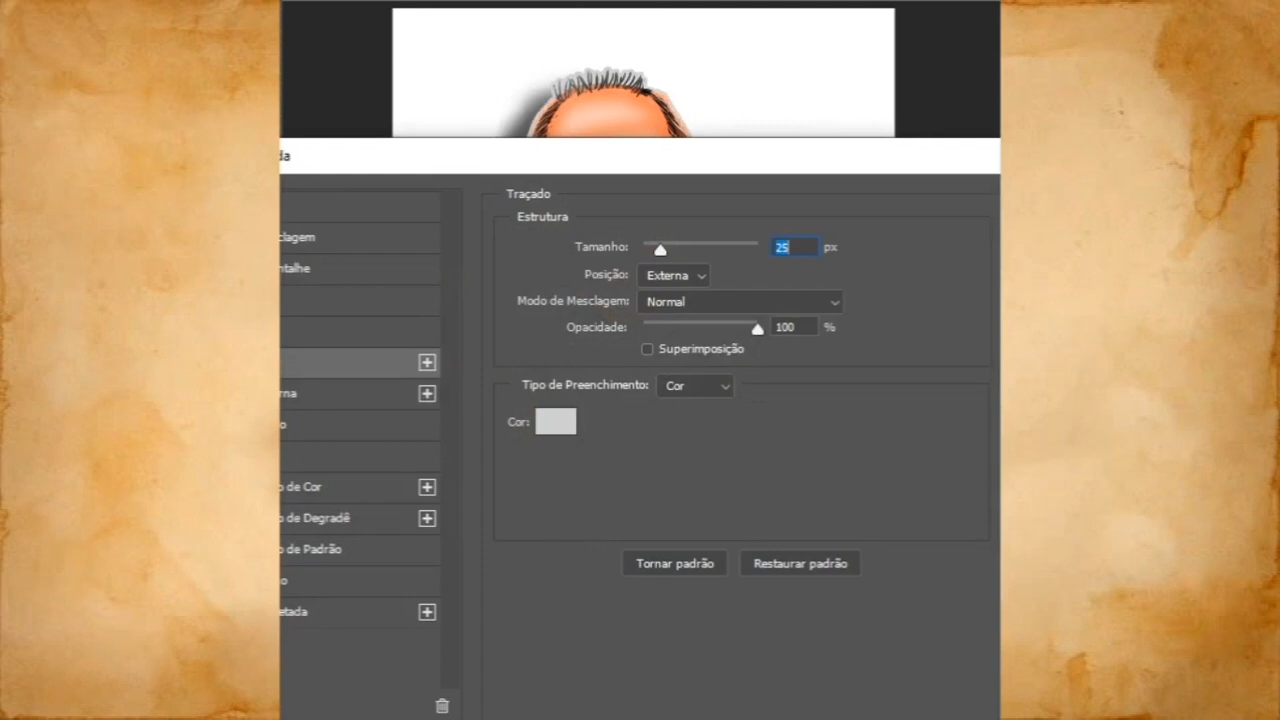 da
clagem
ntalhe
rna
o
o de Cor
o de Degradê
o de Padrão
o
etada
Traçado
Estrutura
Tamanho: 25 px
Posição: Externa
Modo de Mesclagem: Normal
Opacidade: 100 %
Superimposição
Tipo de Preenchimento: Cor
Cor:
Tornar padrão Restaurar padrão